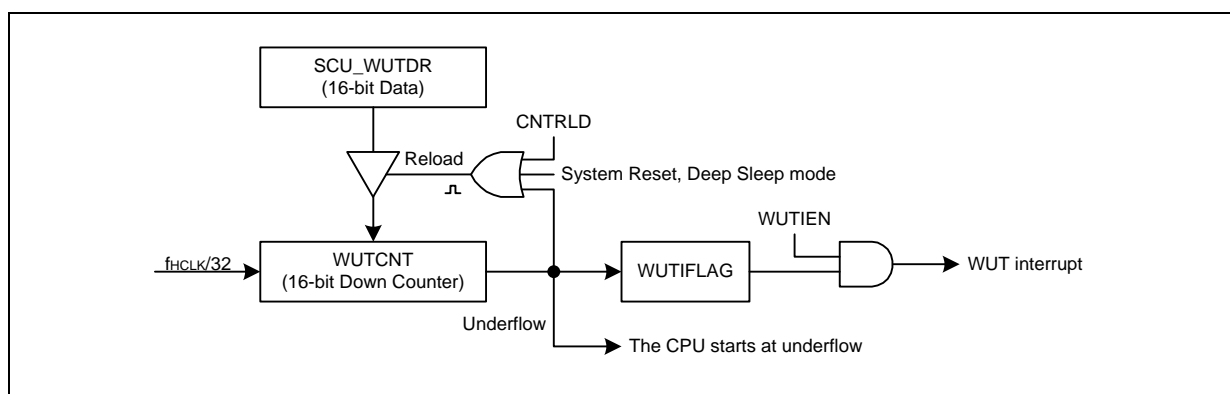 SCU_WUTDR
(16-bit Data)
CNTRLD
Reload
System Reset, Deep Sleep mode
WUTIEN
fHCLK/32
WUTCNT
(16-bit Down Counter)
WUTIFLAG
WUT interrupt
Underflow
The CPU starts at underflow